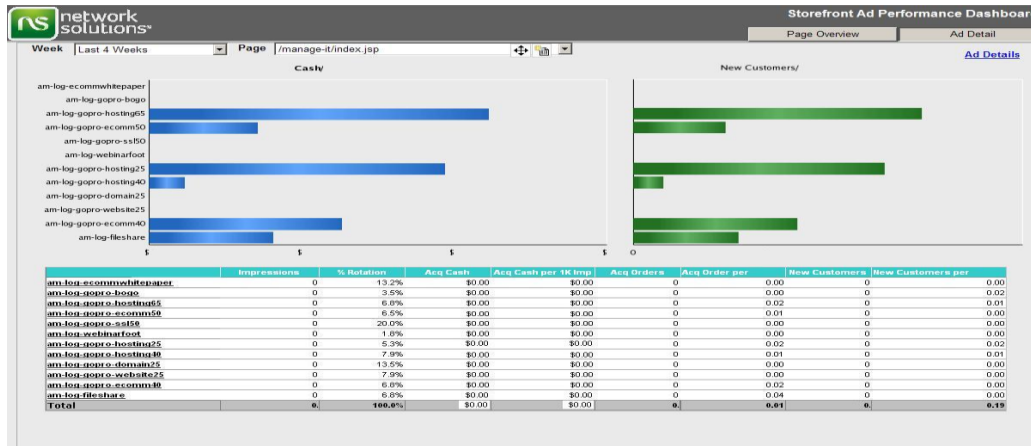 network solutions
Storefront Ad Performance Dashboar
Page Overview Ad Detail
Week Last 4 Weeks Page /manage-it/index.jsp
Ad Details
Cash/ New Customers/
am-log-ecommwhitepaper
am-log-gopro-bogo
am-log-gopro-hosting65
am-log-gopro-ecomm50
am-log-gopro-ssl50
am-log-webinarfoot
am-log-gopro-hosting25
am-log-gopro-hosting40
am-log-gopro-domain25
am-log-gopro-website25
am-log-gopro-ecomm40
am-log-fileshare
$ $ $ $ 0
Impressions % Rotation Acq Cash Acq Cash per 1K Imp Acq Orders Acq Order per New Customers New Customers per
am-log-ecommwhitepaper 0 13.2% $0.00 $0.00 0 0.00 0 0.00
am-log-gopro-bogo 0 3.5% $0.00 $0.00 0 0.00 0 0.02
am-log-gopro-hosting65 0 6.8% $0.00 $0.00 0 0.02 0 0.01
am-log-gopro-ecomm50 0 6.5% $0.00 $0.00 0 0.01 0 0.00
am-log-gopro-ssl50 0 20.0% $0.00 $0.00 0 0.00 0 0.00
am-log-webinarfoot 0 1.8% $0.00 $0.00 0 0.00 0 0.00
am-log-gopro-hosting25 0 5.3% $0.00 $0.00 0 0.02 0 0.02
am-log-gopro-hosting40 0 7.9% $0.00 $0.00 0 0.01 0 0.01
am-log-gopro-domain25 0 13.5% $0.00 $0.00 0 0.00 0 0.00
am-log-gopro-website25 0 7.9% $0.00 $0.00 0 0.00 0 0.00
am-log-gopro-ecomm40 0 6.8% $0.00 $0.00 0 0.02 0 0.00
am-log-fileshare 0 6.8% $0.00 $0.00 0 0.04 0 0.00
Total 0. 100.0% $0.00 $0.00 0. 0.01 0. 0.19